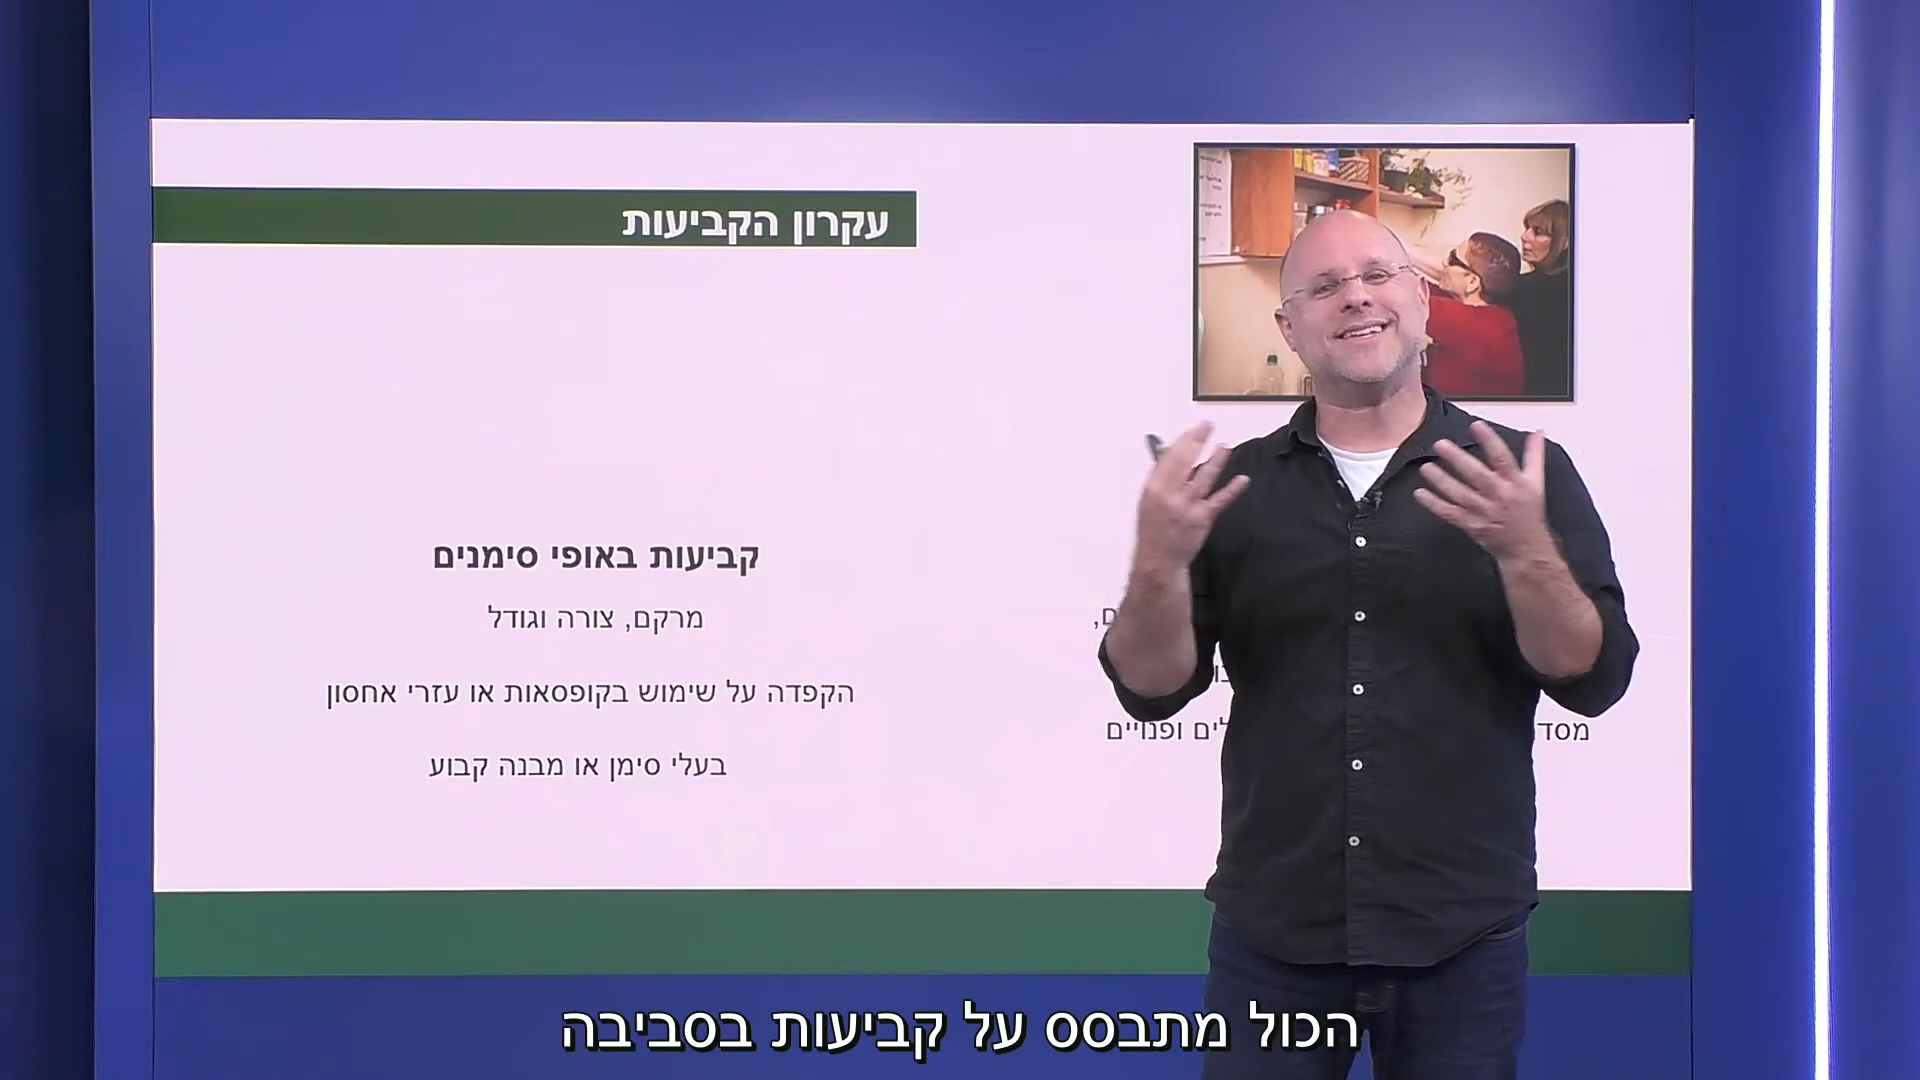 עקרון הקביעות
קביעות באופי סימנים
מרקם, צורה וגודל
הקפדה על שימוש בקופסאות או עזרי אחסון
בעלי סימן או מבנה קבוע
ופנויים
הכול מתבסס על קביעות בסביבה